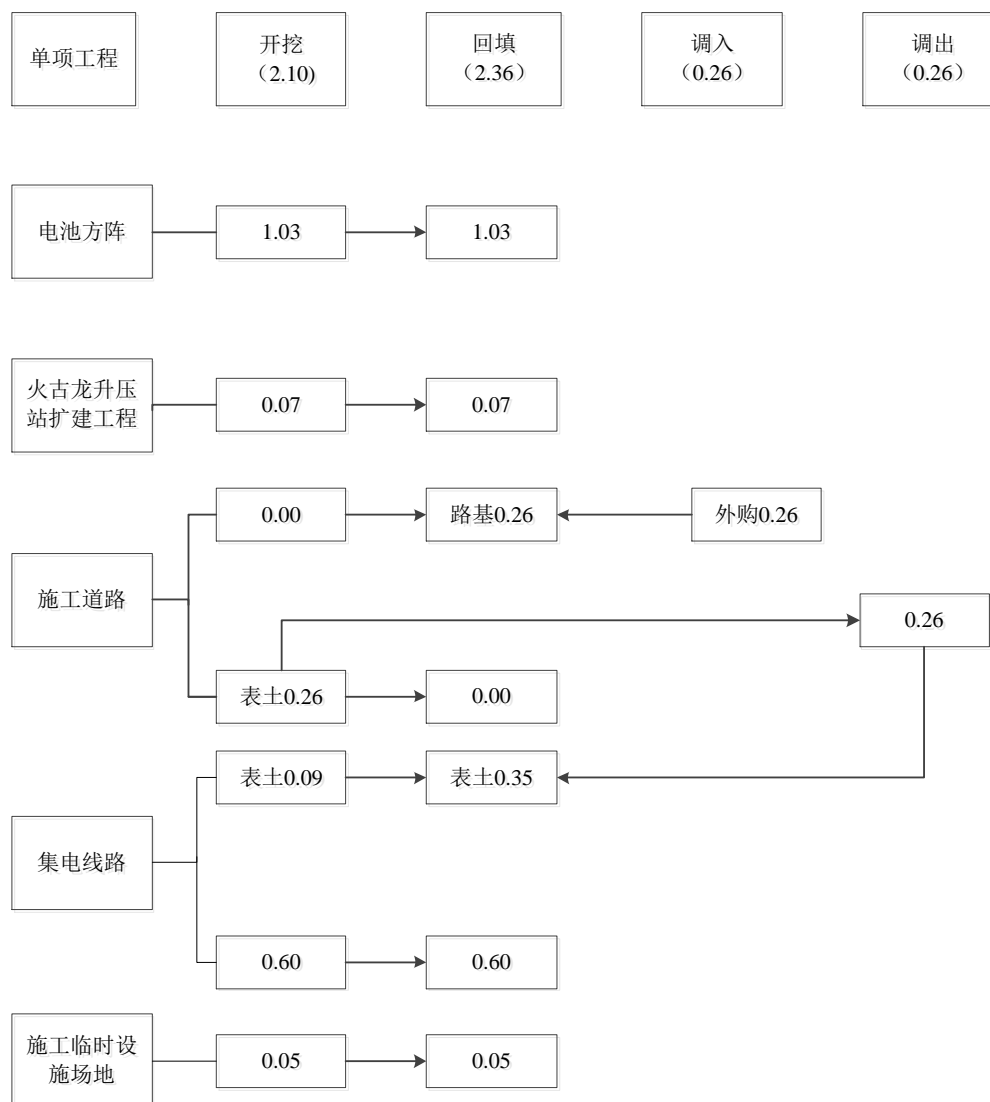 单项工程
开挖
（2.10)
回填
（2.36）
调入
（0.26）
调出
（0.26）
电池方阵
1.03
1.03
火古龙升压
站扩建工程
0.07
0.07
施工道路
0.00
路基0.26
外购0.26
0.26
表土0.26
0.00
集电线路
表土0.09
表土0.35
0.60
0.60
施工临时设
施场地
0.05
0.05